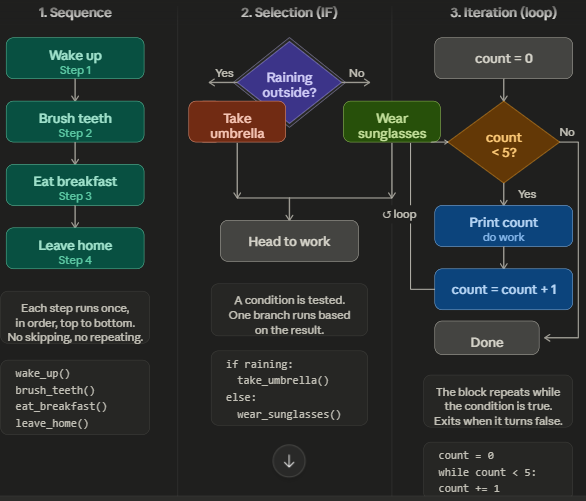 1. Sequence
Wake up
Step 1
Brush teeth
Step 2
Eat breakfast
Step 3
Leave home
Step 4
Each step runs once,
in order, top to bottom.
No skipping, no repeating.
wake_up()
brush_teeth()
eat_breakfast()
leave_home()
2. Selection (IF)
Yes
Raining
outside?
No
Take
umbrella
Wear
sunglasses
Head to work
A condition is tested.
One branch runs based
on the result.
if raining:
  take_umbrella()
else:
  wear_sunglasses()
3. Iteration (loop)
count = 0
count
< 5?
No
Yes
↺ loop
Print count
do work
count = count + 1
Done
The block repeats while
the condition is true.
Exits when it turns false.
count = 0
while count < 5:
count += 1